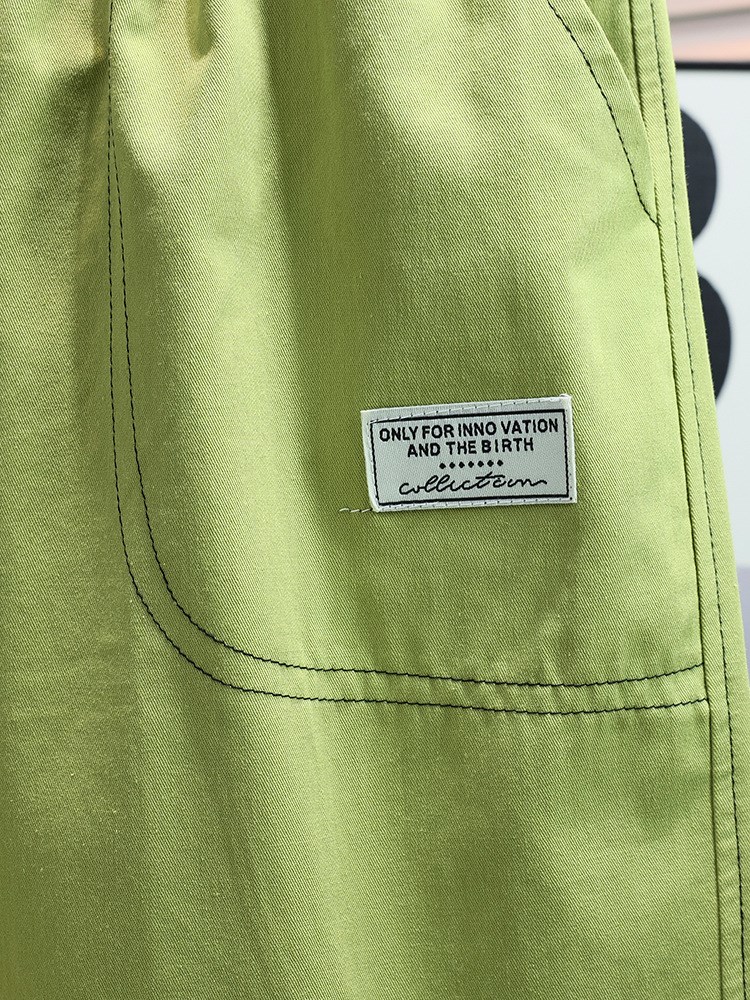 ONLY FOR INNO VATION
AND THE BIRTH
collection